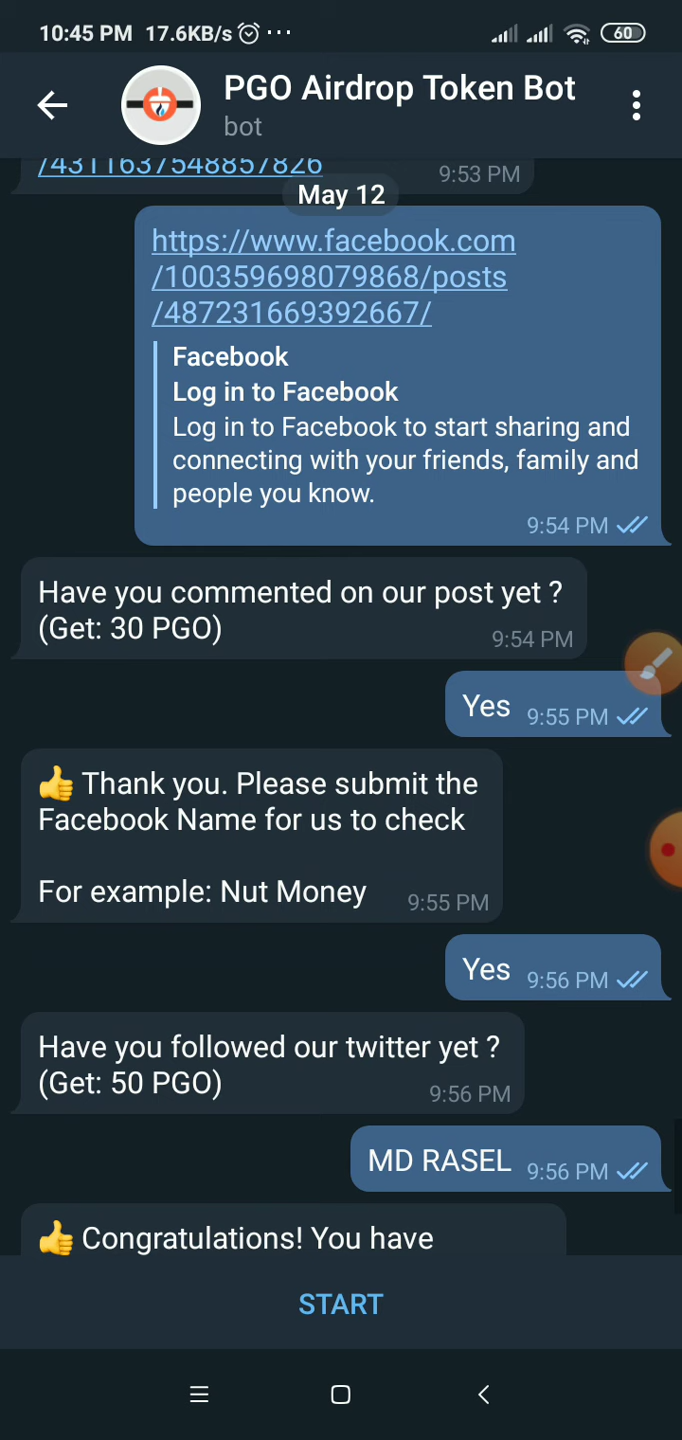 10:45 PM 17.6KB/s ... 60
PGO Airdrop Token Bot
bot
/4311637548857826 9:53 PM
May 12
https://www.facebook.com
/100359698079868/posts
/487231669392667/
Facebook
Log in to Facebook
Log in to Facebook to start sharing and
connecting with your friends, family and
people you know.
9:54 PM
Have you commented on our post yet ?
(Get: 30 PGO) 9:54 PM
Yes 9:55 PM
👍 Thank you. Please submit the
Facebook Name for us to check
For example: Nut Money 9:55 PM
Yes 9:56 PM
Have you followed our twitter yet ?
(Get: 50 PGO) 9:56 PM
MD RASEL 9:56 PM
👍 Congratulations! You have
START